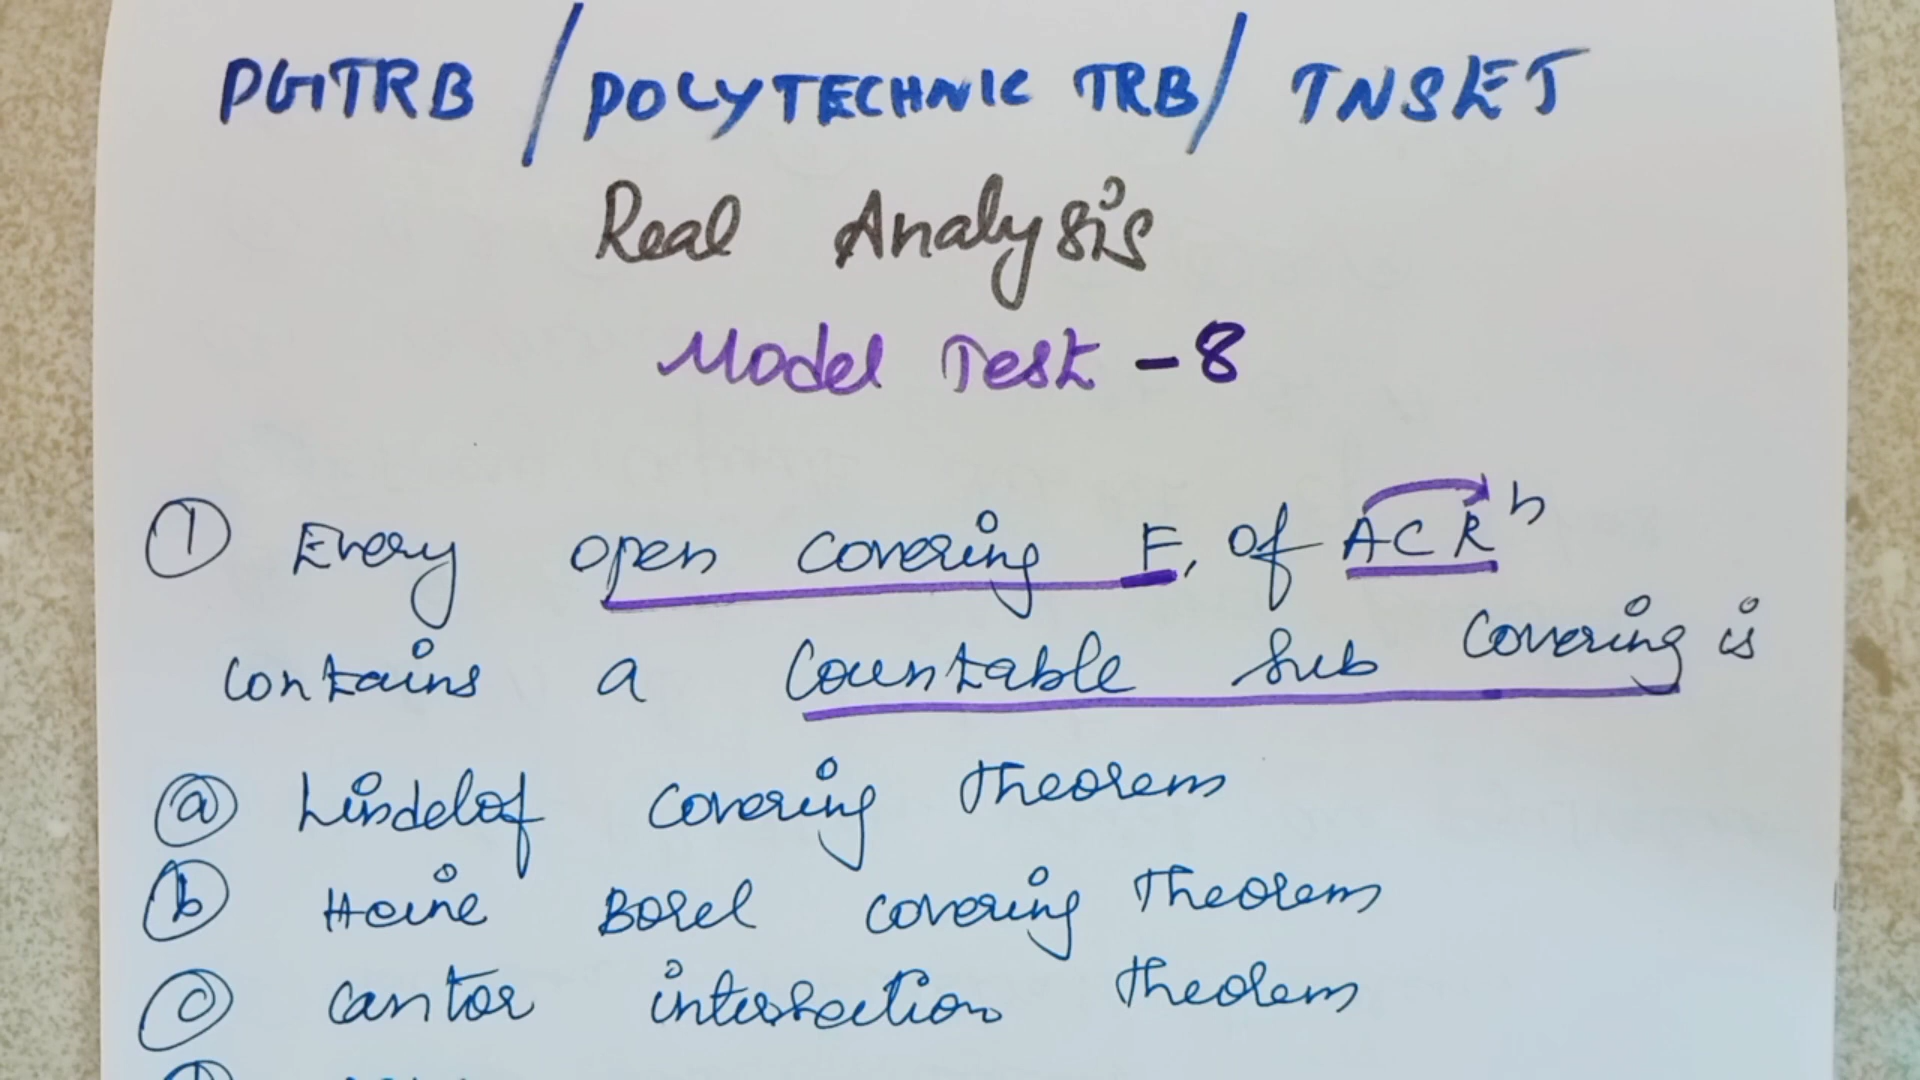 PGTRB / POLYTECHNIC TRB / TNSET
Real Analysis
Model Test - 8
① Every open covering F, of A C Rⁿ
contains a Countable Sub Covering is
ⓐ Lindelof covering theorem
ⓑ Heine Borel covering Theorem
ⓒ cantor intersection theorem